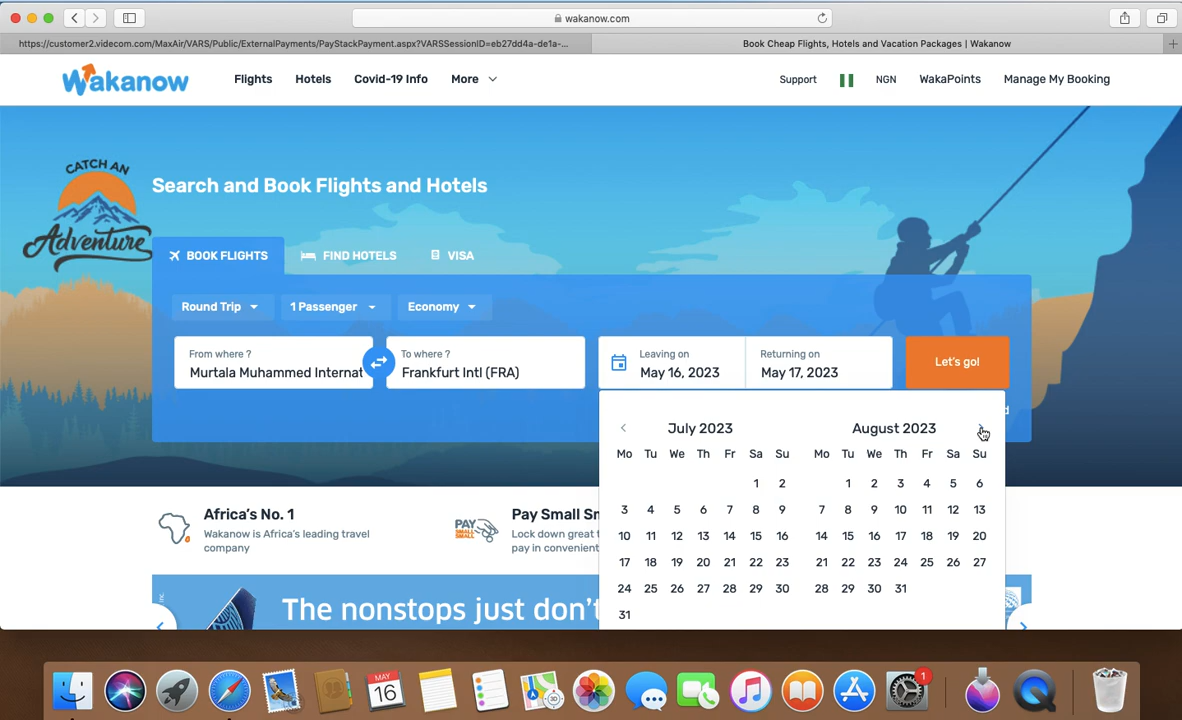 wakanow.com
https://customer2.videcom.com/MaxAir/VARS/Public/ExternalPayments/PayStackPayment.aspx?VARSSessionID=eb27dd4a-de1a-...
Book Cheap Flights, Hotels and Vacation Packages | Wakanow
Wakanow Flights Hotels Covid-19 Info More Support NGN WakaPoints Manage My Booking
CATCH AN
Adventure
Search and Book Flights and Hotels
BOOK FLIGHTS FIND HOTELS VISA
Round Trip 1 Passenger Economy
From where ? To where ? Leaving on Returning on
Murtala Muhammed Internat Frankfurt Intl (FRA) May 16, 2023 May 17, 2023 Let's go!
July 2023 August 2023
Mo Tu We Th Fr Sa Su Mo Tu We Th Fr Sa Su
1 2 1 2 3 4 5 6
3 4 5 6 7 8 9 7 8 9 10 11 12 13
10 11 12 13 14 15 16 14 15 16 17 18 19 20
17 18 19 20 21 22 23 21 22 23 24 25 26 27
24 25 26 27 28 29 30 28 29 30 31
31
Africa's No. 1
Wakanow is Africa's leading travel
company
PAY
SMALL
SMALL
Pay Small Sm
Lock down great
pay in convenien
The nonstops just don't
MAY
16
3D
1